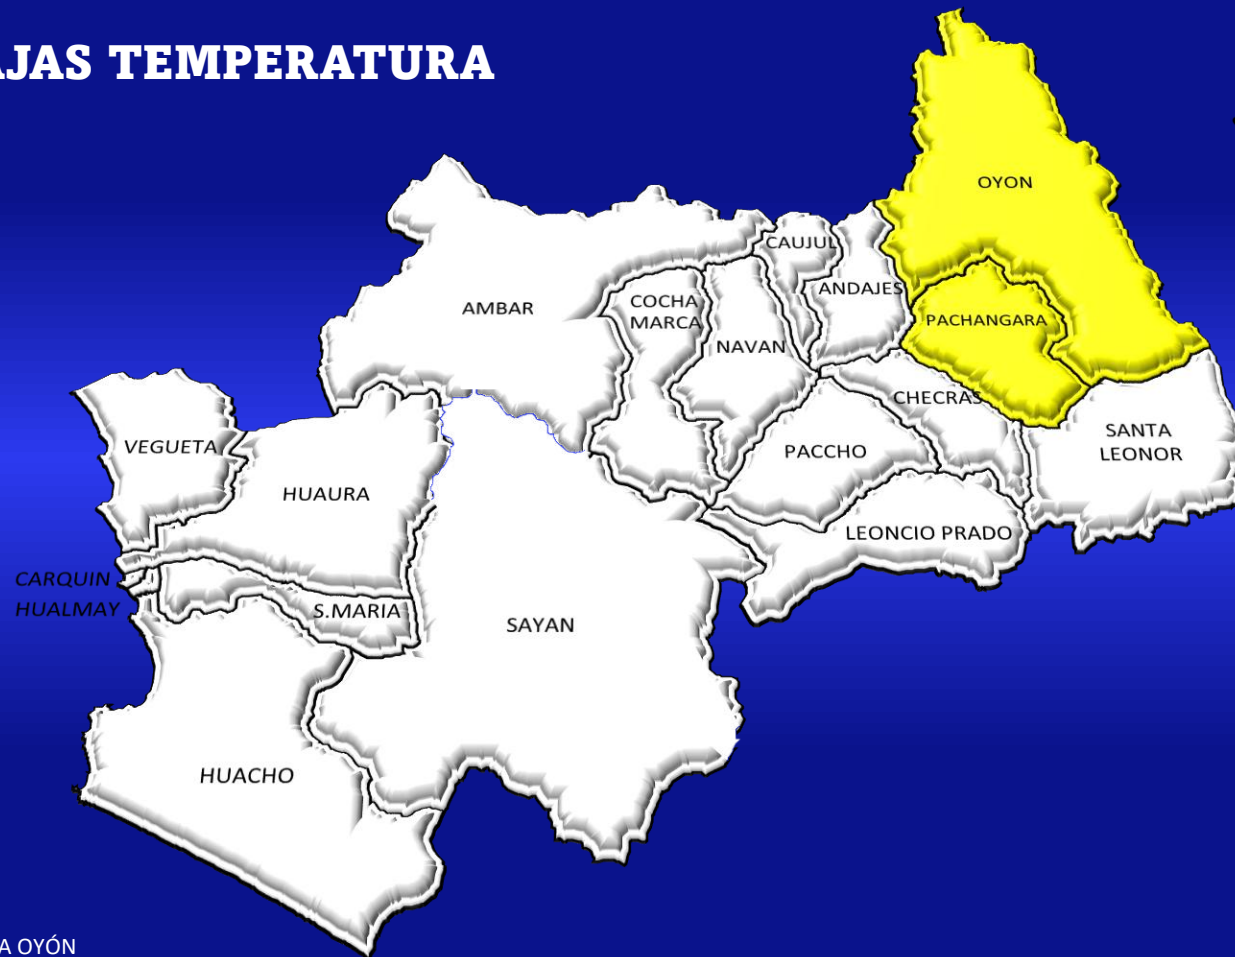 AJAS TEMPERATURA
OYON
CAUJUL
ANDAJES
COCHA
MARCA
AMBAR
PACHANGARA
NAVAN
CHECRAS
SANTA
LEONOR
VEGUETA
PACCHO
HUAURA
LEONCIO PRADO
CARQUIN
HUALMAY
S.MARIA
SAYAN
HUACHO
A OYÓN